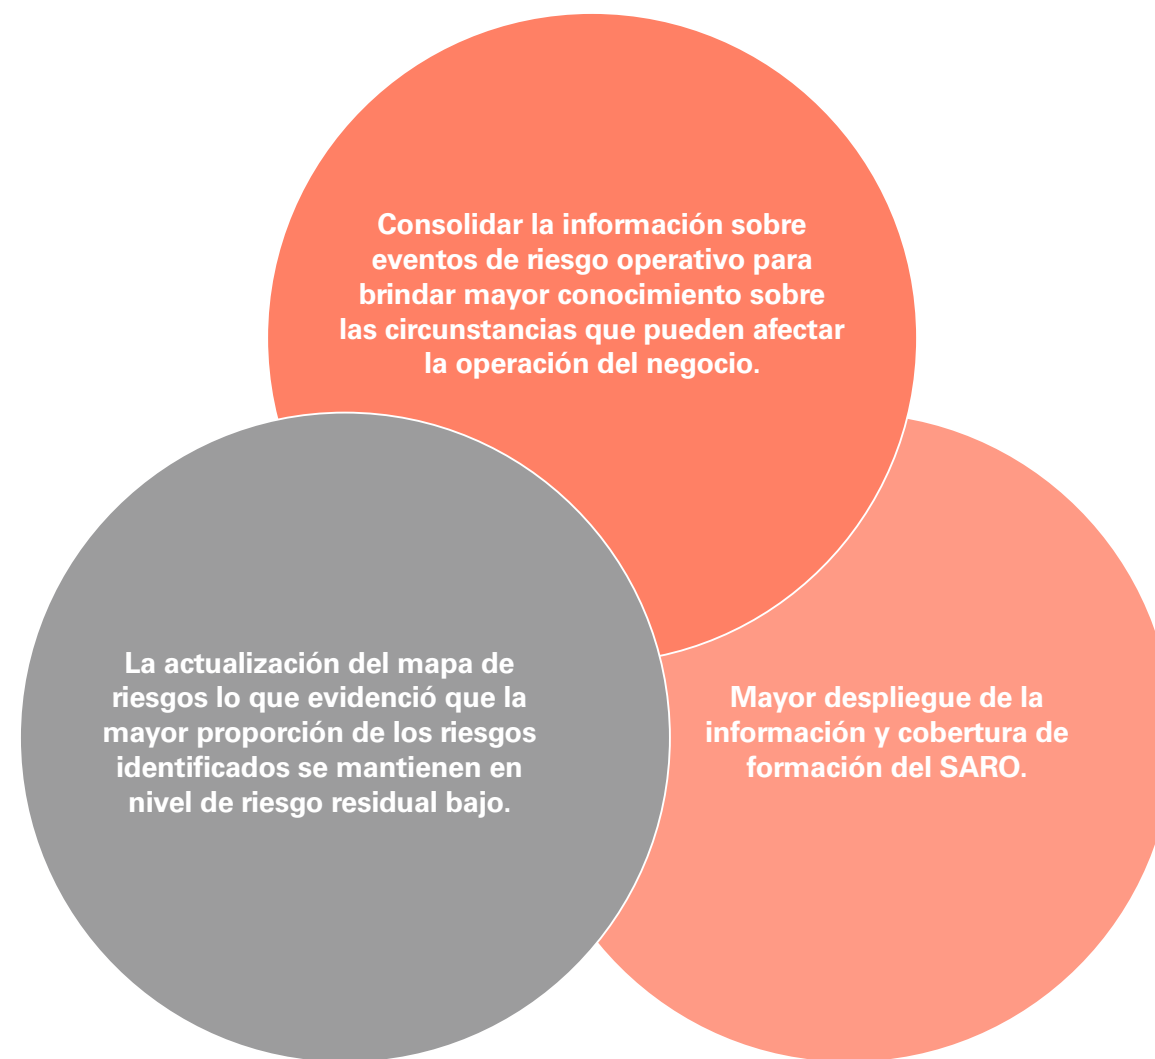 Consolidar la información sobre
eventos de riesgo operativo para
brindar mayor conocimiento sobre
las circunstancias que pueden afectar
la operación del negocio.
La actualización del mapa de
riesgos lo que evidenció que la
mayor proporción de los riesgos
identificados se mantienen en
nivel de riesgo residual bajo.
Mayor despliegue de la
información y cobertura de
formación del SARO.